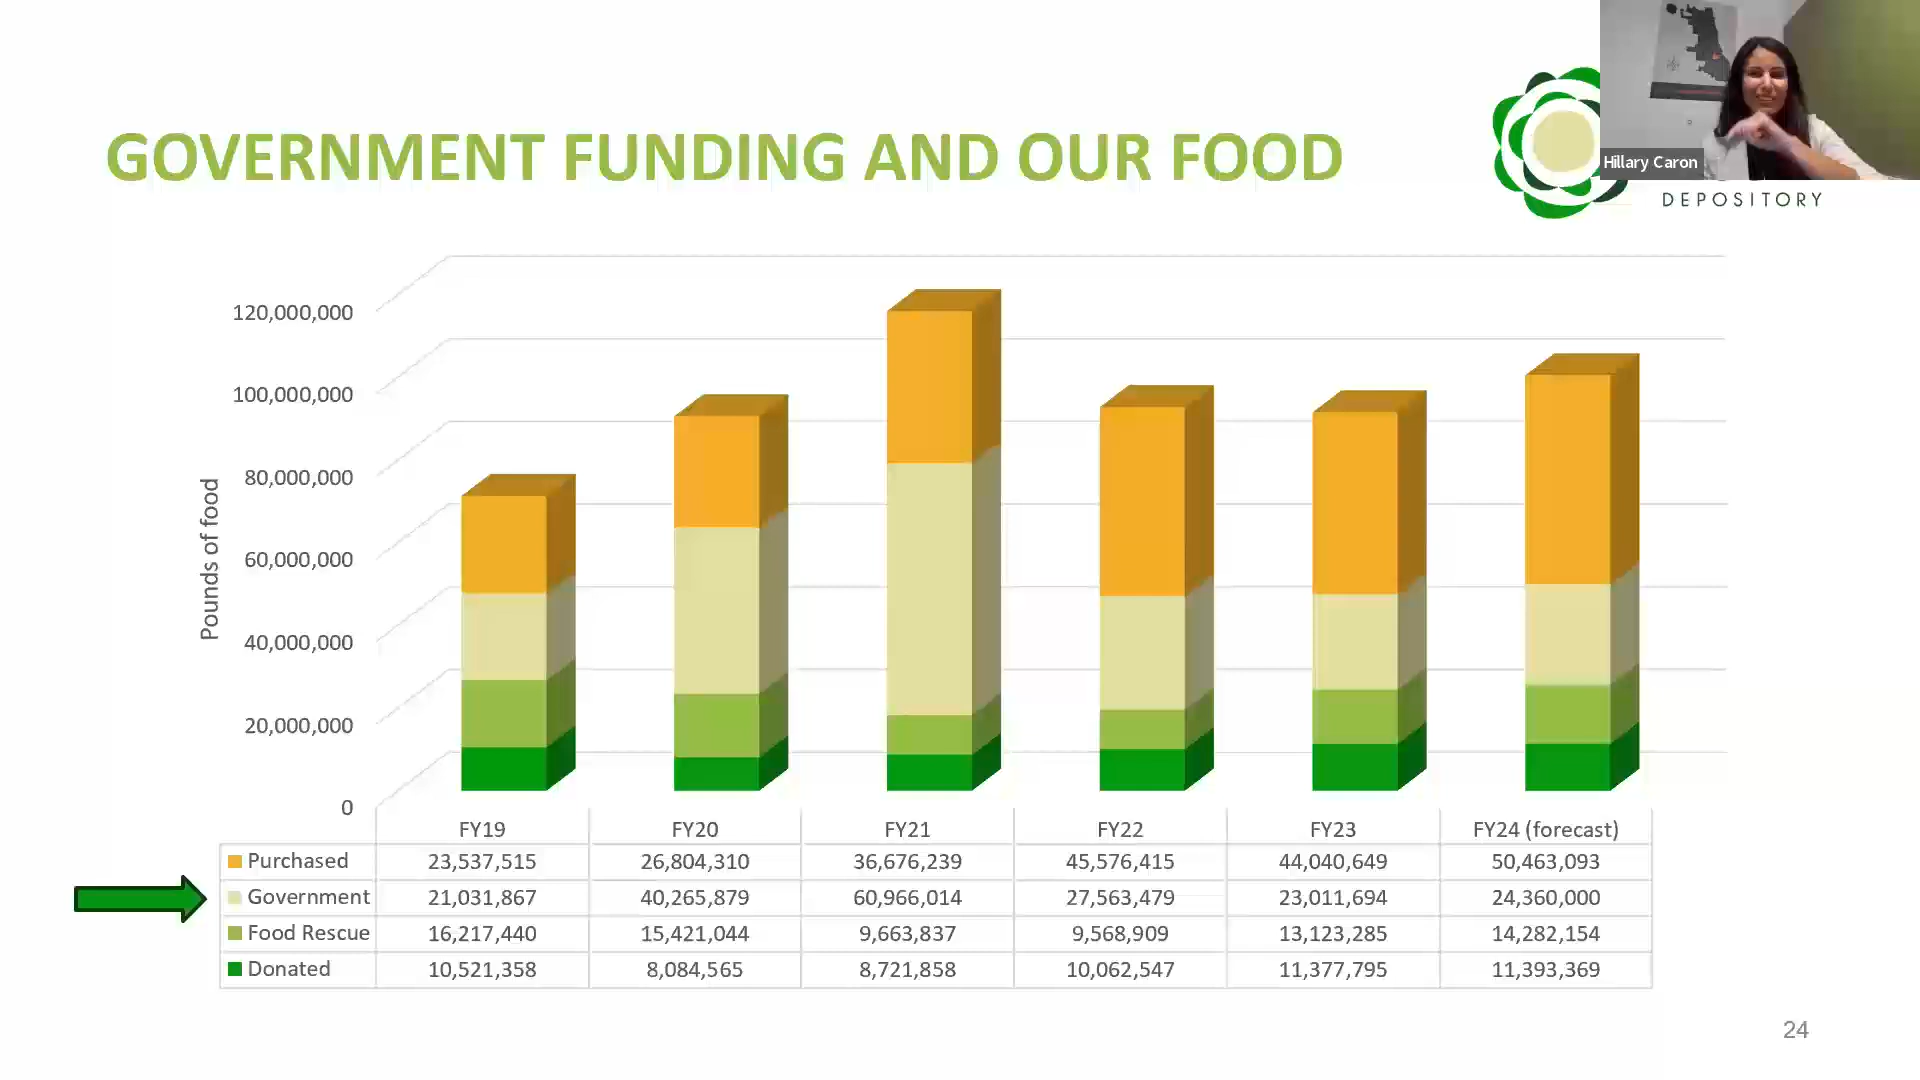 Hillary Caron
GOVERNMENT FUNDING AND OUR FOOD
DEPOSITORY
Pounds of food
120,000,000
100,000,000
80,000,000
60,000,000
40,000,000
20,000,000
0
FY19 FY20 FY21 FY22 FY23 FY24 (forecast)
Purchased 23,537,515 26,804,310 36,676,239 45,576,415 44,040,649 50,463,093
Government 21,031,867 40,265,879 60,966,014 27,563,479 23,011,694 24,360,000
Food Rescue 16,217,440 15,421,044 9,663,837 9,568,909 13,123,285 14,282,154
Donated 10,521,358 8,084,565 8,721,858 10,062,547 11,377,795 11,393,369
24